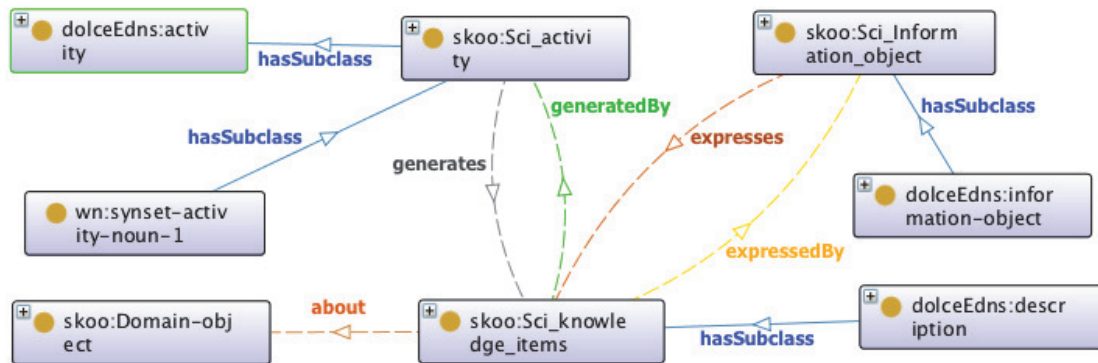 dolceEdns:activ
ity
hasSubclass
skoo:Sci_activi
ty
skoo:Sci_Inform
ation_object
hasSubclass
generatedBy
expresses
hasSubclass
generates
wn:synset-activ
ity-noun-1
dolceEdns:infor
mation-object
expressedBy
about
skoo:Domain-obj
ect
skoo:Sci_knowle
dge_items
hasSubclass
dolceEdns:descr
iption